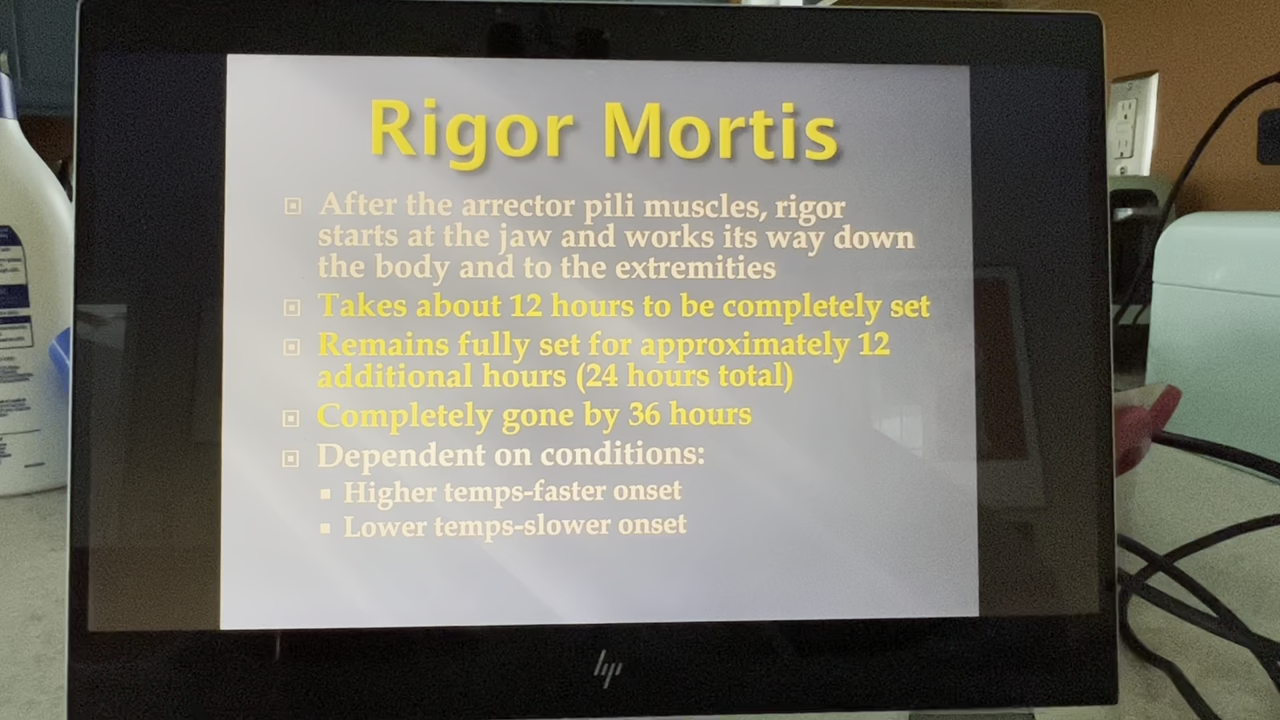 Rigor Mortis
After the arrector pili muscles, rigor
starts at the jaw and works its way down
the body and to the extremities
Takes about 12 hours to be completely set
Remains fully set for approximately 12
additional hours (24 hours total)
Completely gone by 36 hours
Dependent on conditions:
Higher temps-faster onset
Lower temps-slower onset
hp